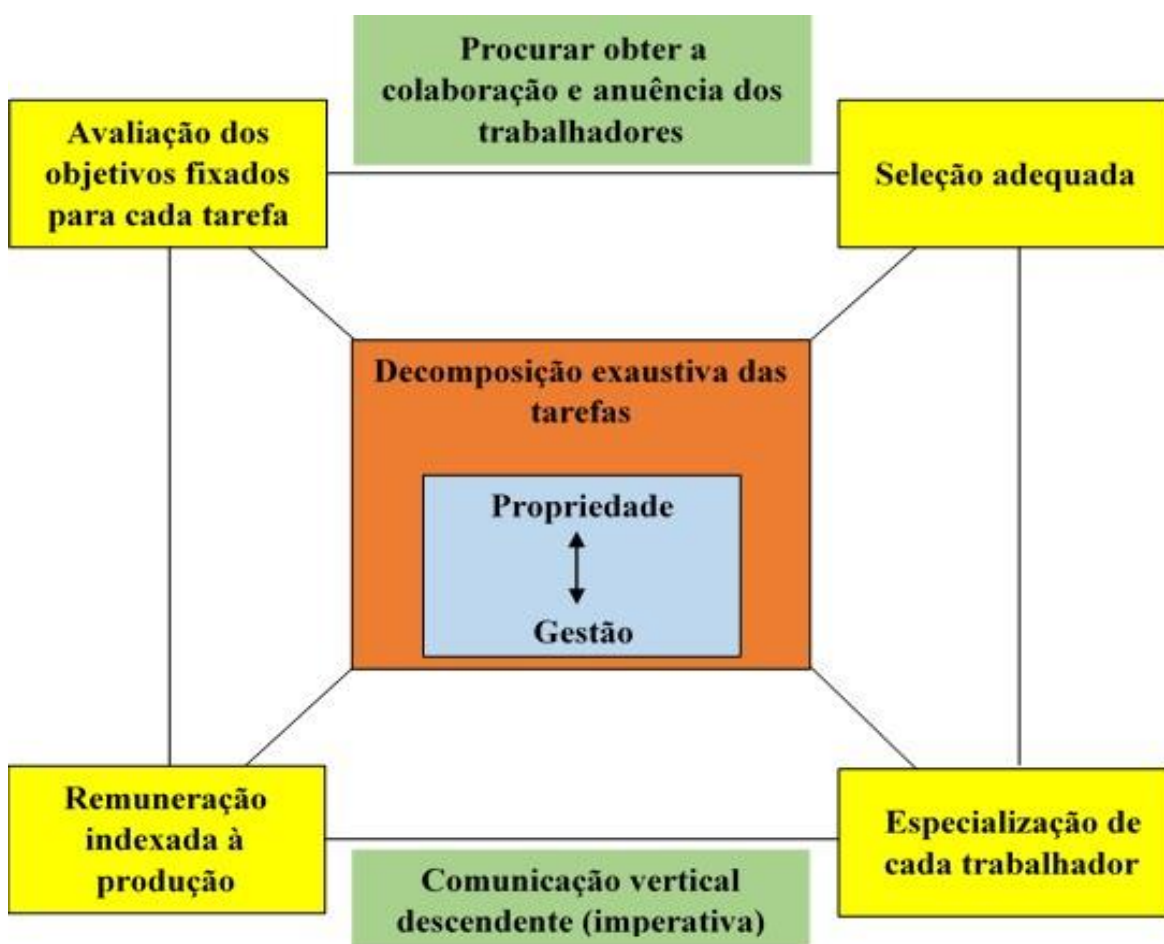 Procurar obter a
colaboração e anuência dos
trabalhadores
Avaliação dos
objetivos fixados
para cada tarefa
Seleção adequada
Decomposição exaustiva das
tarefas
Propriedade
Gestão
Remuneração
indexada à
produção
Especialização de
cada trabalhador
Comunicação vertical
descendente (imperativa)